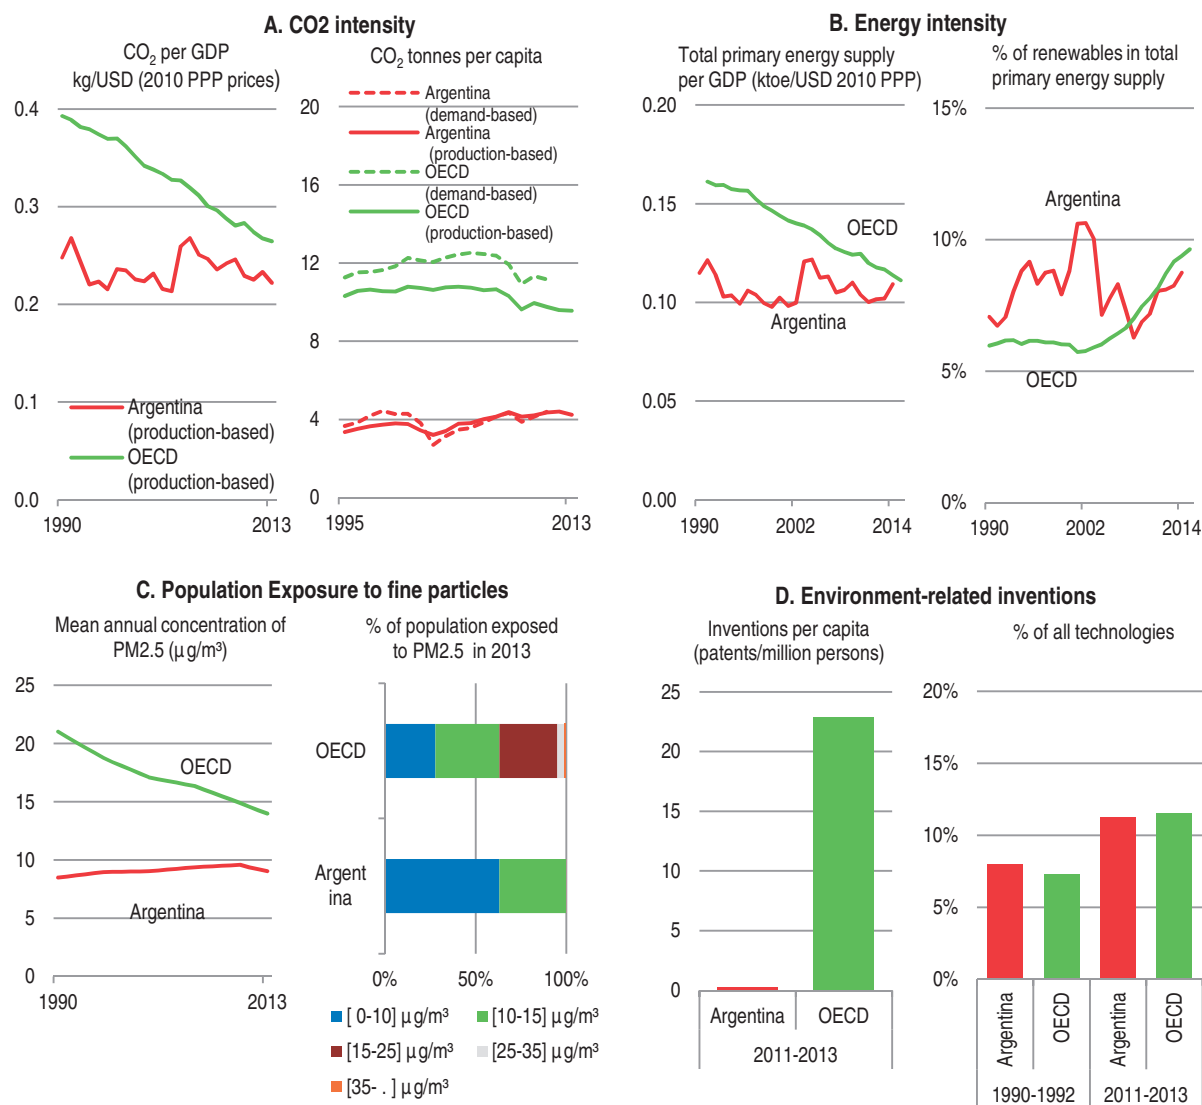 A. CO2 intensity
CO₂ per GDP
kg/USD (2010 PPP prices)
0.4
0.3
0.2
0.1
0.0
1990
2013
Argentina
(production-based)
OECD
(production-based)
CO₂ tonnes per capita
20
16
12
8
4
0
1995
2013
Argentina
(demand-based)
Argentina
(production-based)
OECD
(demand-based)
OECD
(production-based)
B. Energy intensity
Total primary energy supply
per GDP (ktoe/USD 2010 PPP)
0.20
0.15
0.10
0.05
0.00
1990
2002
2014
OECD
Argentina
% of renewables in total
primary energy supply
15%
10%
5%
0%
1990
2002
2014
Argentina
OECD
C. Population Exposure to fine particles
Mean annual concentration of
PM2.5 (µg/m³)
25
20
15
10
5
0
1990
2013
OECD
Argentina
% of population exposed
to PM2.5 in 2013
OECD
Argent
ina
0%
50%
100%
[ 0-10] µg/m³
[10-15] µg/m³
[15-25] µg/m³
[25-35] µg/m³
[35- . ] µg/m³
D. Environment-related inventions
Inventions per capita
(patents/million persons)
25
20
15
10
5
0
Argentina
OECD
2011-2013
% of all technologies
20%
15%
10%
5%
0%
Argentina
OECD
Argentina
OECD
1990-1992
2011-2013